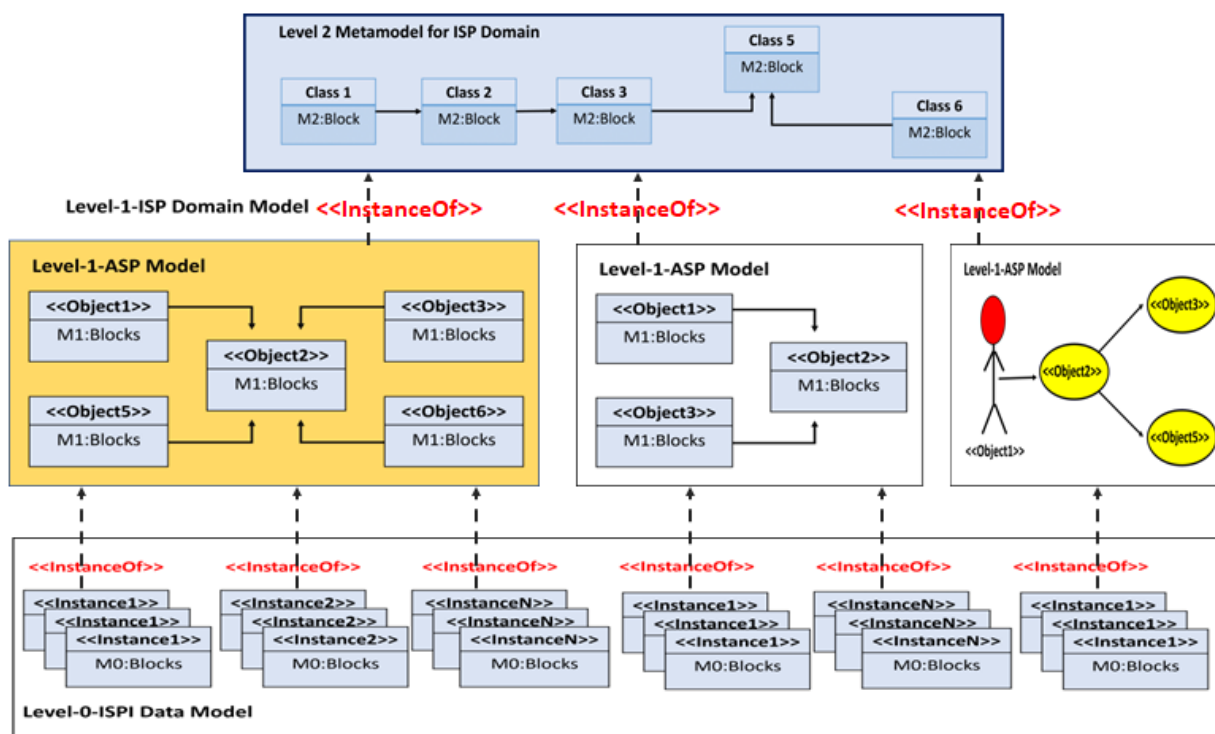 Level 2 Metamodel for ISP Domain
Class 5
M2:Block
Class 1
M2:Block
Class 2
M2:Block
Class 3
M2:Block
Class 6
M2:Block
Level-1-ISP Domain Model
<<InstanceOf>>
<<InstanceOf>>
<<InstanceOf>>
Level-1-ASP Model
<<Object1>>
M1:Blocks
<<Object3>>
M1:Blocks
<<Object2>>
M1:Blocks
<<Object5>>
M1:Blocks
<<Object6>>
M1:Blocks
Level-1-ASP Model
<<Object1>>
M1:Blocks
<<Object2>>
M1:Blocks
<<Object3>>
M1:Blocks
Level-1-ASP Model
<<Object3>>
<<Object2>>
<<Object5>>
<<Object1>>
<<InstanceOf>>
<<InstanceOf>>
<<InstanceOf>>
<<InstanceOf>>
<<InstanceOf>>
<<InstanceOf>>
<<Instance1>>
<<Instance1>>
<<Instance1>>
M0:Blocks
<<Instance2>>
<<Instance2>>
<<Instance2>>
M0:Blocks
<<InstanceN>>
<<InstanceN>>
<<InstanceN>>
M0:Blocks
<<Instance1>>
<<Instance1>>
<<Instance1>>
M0:Blocks
<<InstanceN>>
<<InstanceN>>
<<InstanceN>>
M0:Blocks
<<Instance1>>
<<Instance1>>
<<Instance1>>
M0:Blocks
Level-0-ISPI Data Model